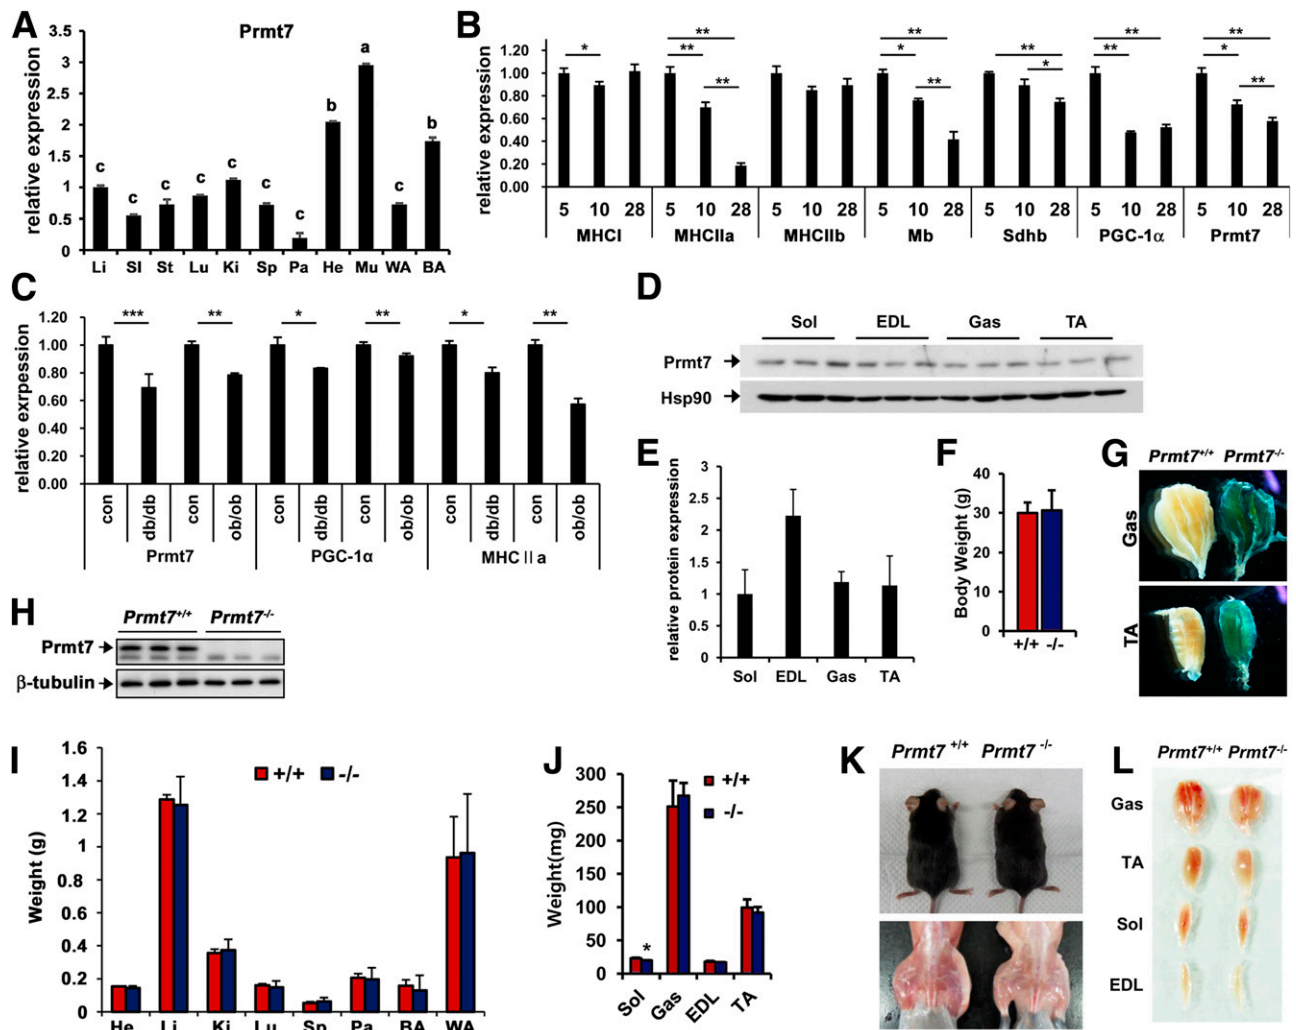 A
Prmt7
relative expression
3.5
3
2.5
2
1.5
1
0.5
0
c c c c c c c b a c b
Li SI St Lu Ki Sp Pa He Mu WA BA
B
relative expression
1.20
1.00
0.80
0.60
0.40
0.20
0.00
* ** ** ** ** * ** ** * ** ** ** * **
5 10 28 5 10 28 5 10 28 5 10 28 5 10 28 5 10 28 5 10 28
MHCI MHCIIa MHCIIb Mb Sdhb PGC-1α Prmt7
C
relative exrpession
1.20
1.00
0.80
0.60
0.40
0.20
0.00
*** ** * ** * **
con db/db con ob/ob con db/db con ob/ob con db/db con ob/ob
Prmt7 PGC-1α MHCⅡa
D
Sol EDL Gas TA
Prmt7
Hsp90
E
relative protein expression
3
2.5
2
1.5
1
0.5
0
Sol EDL Gas TA
F
Body Weight (g)
40
30
20
10
0
+/+ -/-
G
Prmt7+/+ Prmt7-/-
Gas
TA
H
Prmt7+/+ Prmt7-/-
Prmt7
β-tubulin
I
Weight (g)
1.6
1.4
1.2
1
0.8
0.6
0.4
0.2
0
+/+ -/-
He Li Ki Lu Sp Pa BA WA
J
Weight(mg)
300
250
200
150
100
50
0
+/+
-/-
*
Sol Gas EDL TA
K
Prmt7 +/+ Prmt7 -/-
L
Prmt7+/+ Prmt7-/-
Gas
TA
Sol
EDL